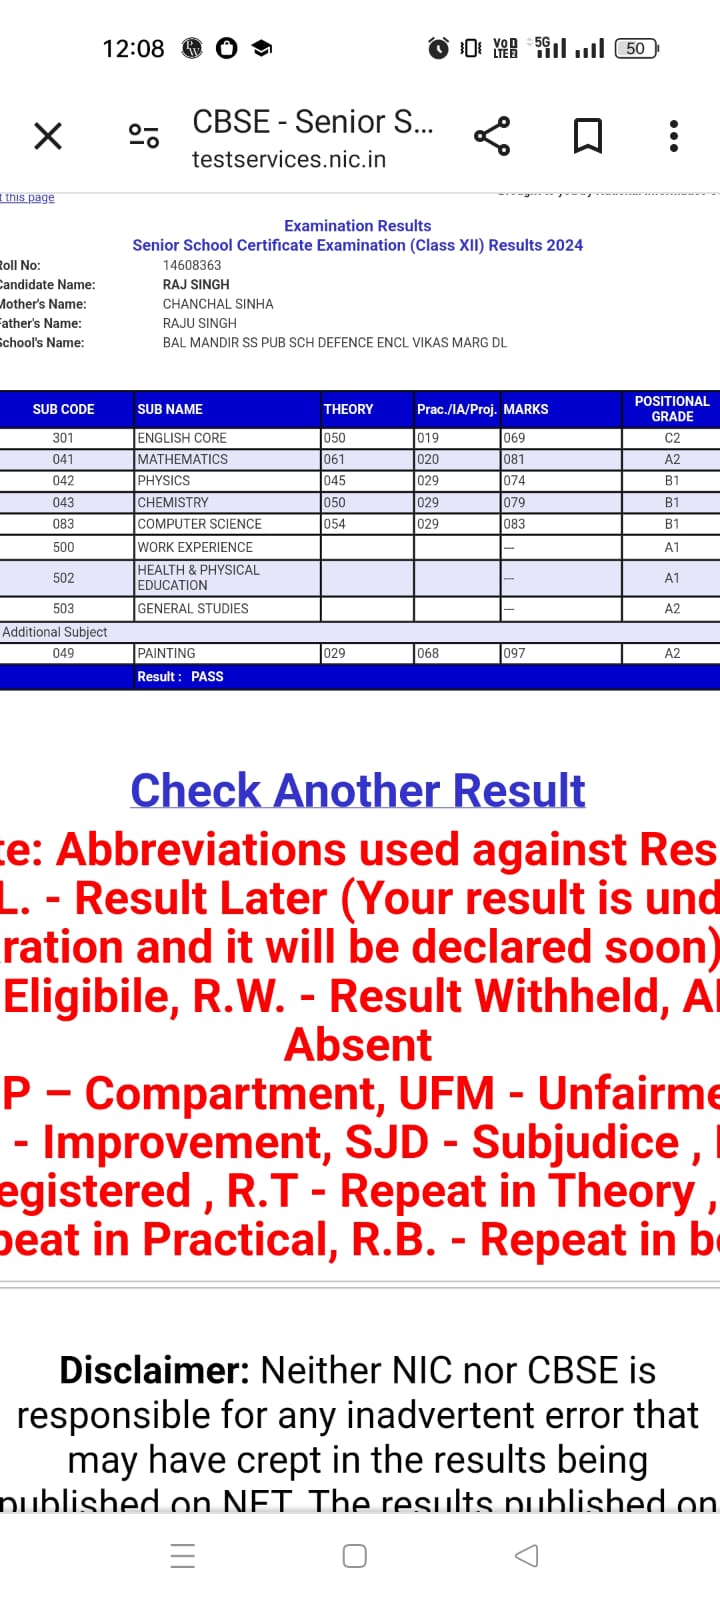 12:08 VoD LTE2 5G 50
CBSE - Senior S...
testservices.nic.in
t this page
Examination Results
Senior School Certificate Examination (Class XII) Results 2024
Roll No: 14608363
Candidate Name: RAJ SINGH
Mother's Name: CHANCHAL SINHA
Father's Name: RAJU SINGH
School's Name: BAL MANDIR SS PUB SCH DEFENCE ENCL VIKAS MARG DL
SUB CODE SUB NAME THEORY Prac./IA/Proj. MARKS POSITIONAL GRADE
301 ENGLISH CORE 050 019 069 C2
041 MATHEMATICS 061 020 081 A2
042 PHYSICS 045 029 074 B1
043 CHEMISTRY 050 029 079 B1
083 COMPUTER SCIENCE 054 029 083 B1
500 WORK EXPERIENCE --- A1
502 HEALTH & PHYSICAL EDUCATION --- A1
503 GENERAL STUDIES --- A2
Additional Subject
049 PAINTING 029 068 097 A2
Result : PASS
Check Another Result
te: Abbreviations used against Res
L. - Result Later (Your result is und
ration and it will be declared soon)
Eligibile, R.W. - Result Withheld, A
Absent
P – Compartment, UFM - Unfairme
- Improvement, SJD - Subjudice ,
egistered , R.T - Repeat in Theory ,
peat in Practical, R.B. - Repeat in b
Disclaimer: Neither NIC nor CBSE is
responsible for any inadvertent error that
may have crept in the results being
published on NET. The results published on